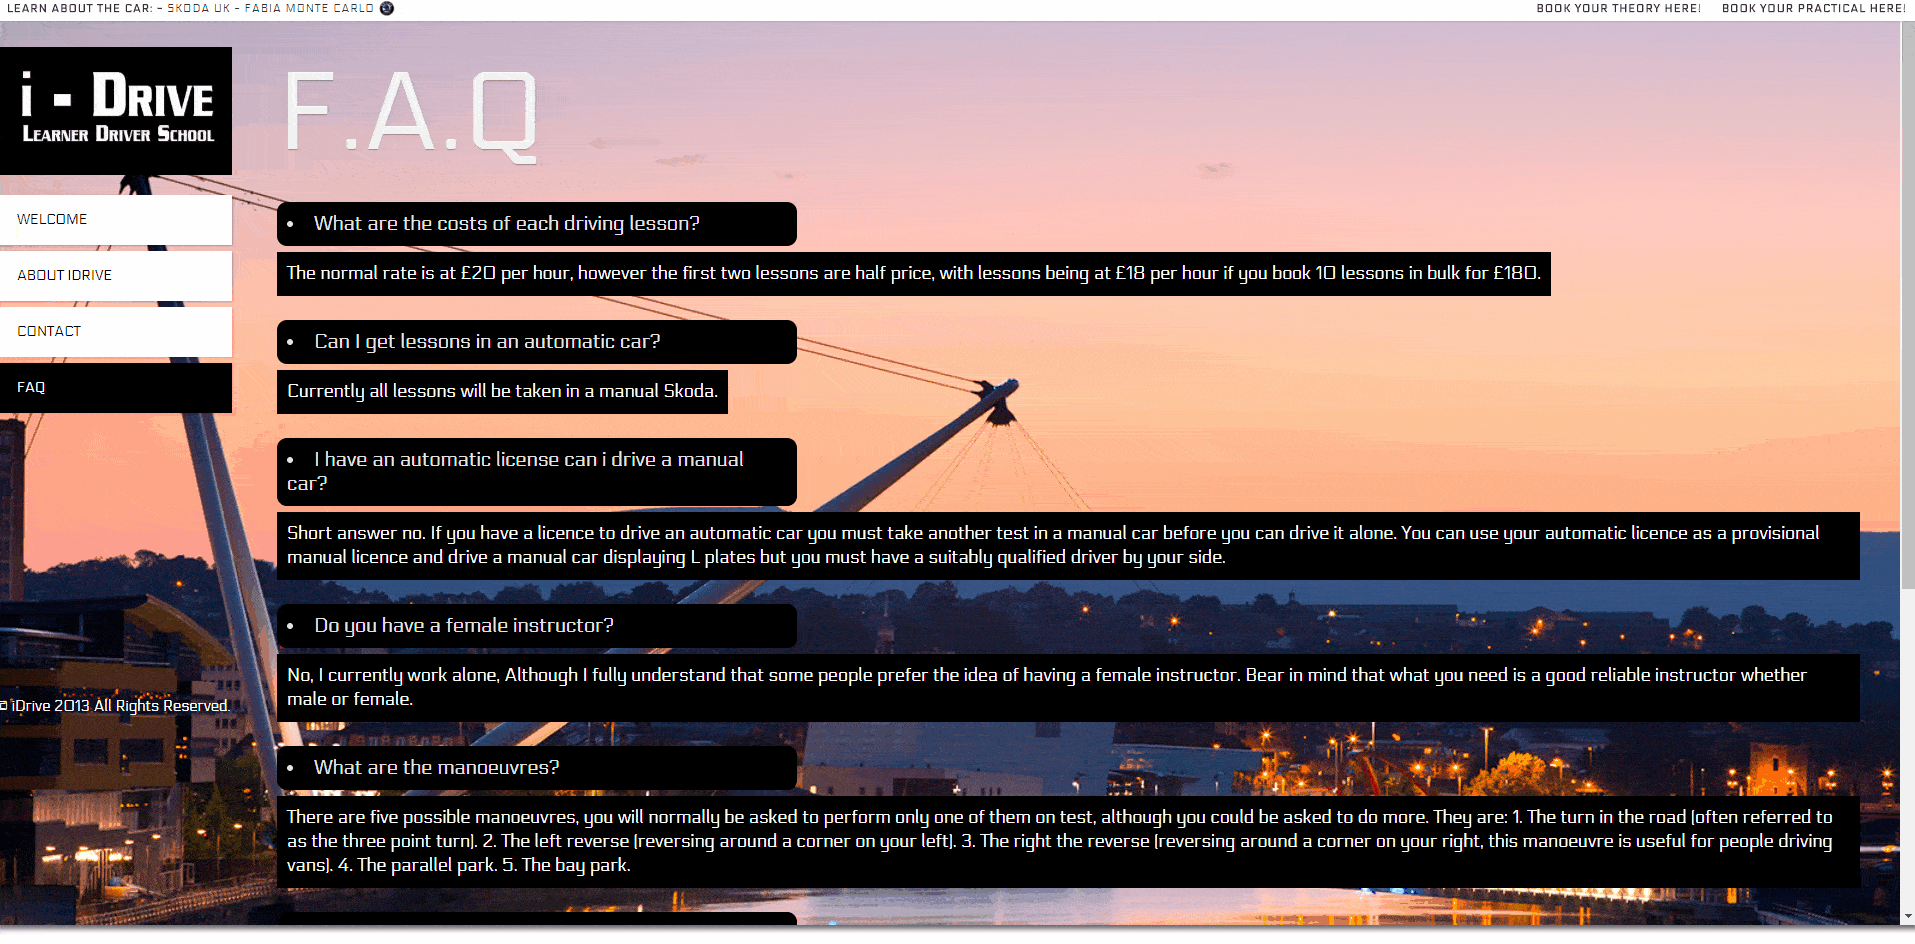 LEARN ABOUT THE CAR: - SKODA UK - FABIA MONTE CARLO
BOOK YOUR THEORY HERE!
BOOK YOUR PRACTICAL HERE!
i - DRIVE
LEARNER DRIVER SCHOOL
WELCOME
ABOUT IDRIVE
CONTACT
FAQ
© iDrive 2013 All Rights Reserved.
F.A.Q
• What are the costs of each driving lesson?
The normal rate is at £20 per hour, however the first two lessons are half price, with lessons being at £18 per hour if you book 10 lessons in bulk for £180.
• Can I get lessons in an automatic car?
Currently all lessons will be taken in a manual Skoda.
• I have an automatic license can i drive a manual
car?
Short answer no. If you have a licence to drive an automatic car you must take another test in a manual car before you can drive it alone. You can use your automatic licence as a provisional
manual licence and drive a manual car displaying L plates but you must have a suitably qualified driver by your side.
• Do you have a female instructor?
No, I currently work alone, Although I fully understand that some people prefer the idea of having a female instructor. Bear in mind that what you need is a good reliable instructor whether
male or female.
• What are the manoeuvres?
There are five possible manoeuvres, you will normally be asked to perform only one of them on test, although you could be asked to do more. They are: 1. The turn in the road (often referred to
as the three point turn). 2. The left reverse (reversing around a corner on your left). 3. The right the reverse (reversing around a corner on your right, this manoeuvre is useful for people driving
vans). 4. The parallel park. 5. The bay park.